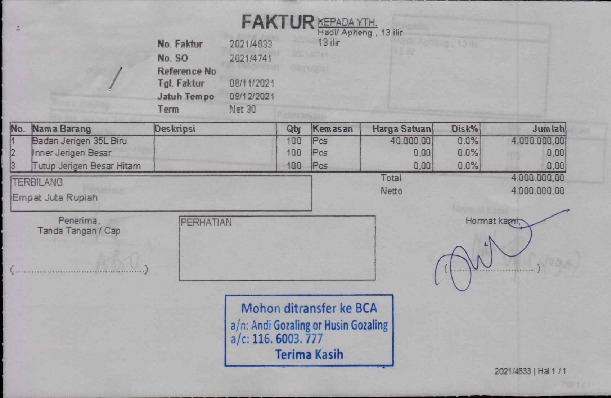 FAKTUR
KEPADA YTH.
Hadi/ Apheng , 13 ilir
13 ilir
No. Faktur 2021/4833
No. SO 2021/4741
Reference No
Tgl. Faktur 08/11/2021
Jatuh Tempo 08/12/2021
Term Net 30
No. Nama Barang Deskripsi Qty Kemasan Harga Satuan Disk% Jumlah
1 Badan Jerigen 35L Biru 100 Pcs 40.000,00 0.0% 4.000.000,00
2 Inner Jerigen Besar 100 Pcs 0,00 0.0% 0,00
3 Tutup Jerigen Besar Hitam 100 Pcs 0,00 0.0% 0,00
Total 4.000.000,00
Netto 4.000.000,00
TERBILANG
Empat Juta Rupiah
Penerima,
Tanda Tangan / Cap
PERHATIAN
Hormat kami,
(..............................)
(..............................)
Mohon ditransfer ke BCA
a/n: Andi Gozaling or Husin Gozaling
a/c: 116. 6003. 777
Terima Kasih
2021/4833 | Hal 1 / 1